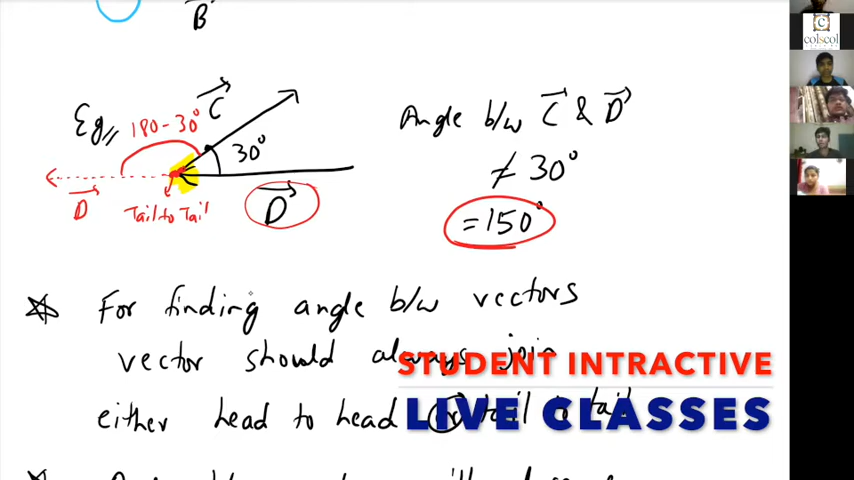 B
Eg//
180-30°
C
30°
D
Tail to Tail
D
Angle b/w C & D
≠ 30°
= 150°
For finding angle b/w vectors
vector should always join
either head to head or tail to tail
STUDENT INTRACTIVE
LIVE CLASSES
colscol